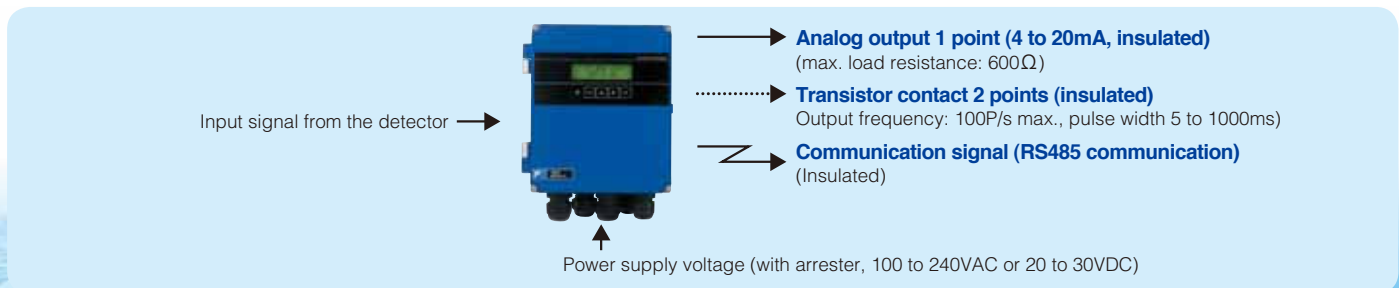 Analog output 1 point (4 to 20mA, insulated)
(max. load resistance: 600Ω)
Transistor contact 2 points (insulated)
Output frequency: 100P/s max., pulse width 5 to 1000ms)
Input signal from the detector
Communication signal (RS485 communication)
(Insulated)
Power supply voltage (with arrester, 100 to 240VAC or 20 to 30VDC)